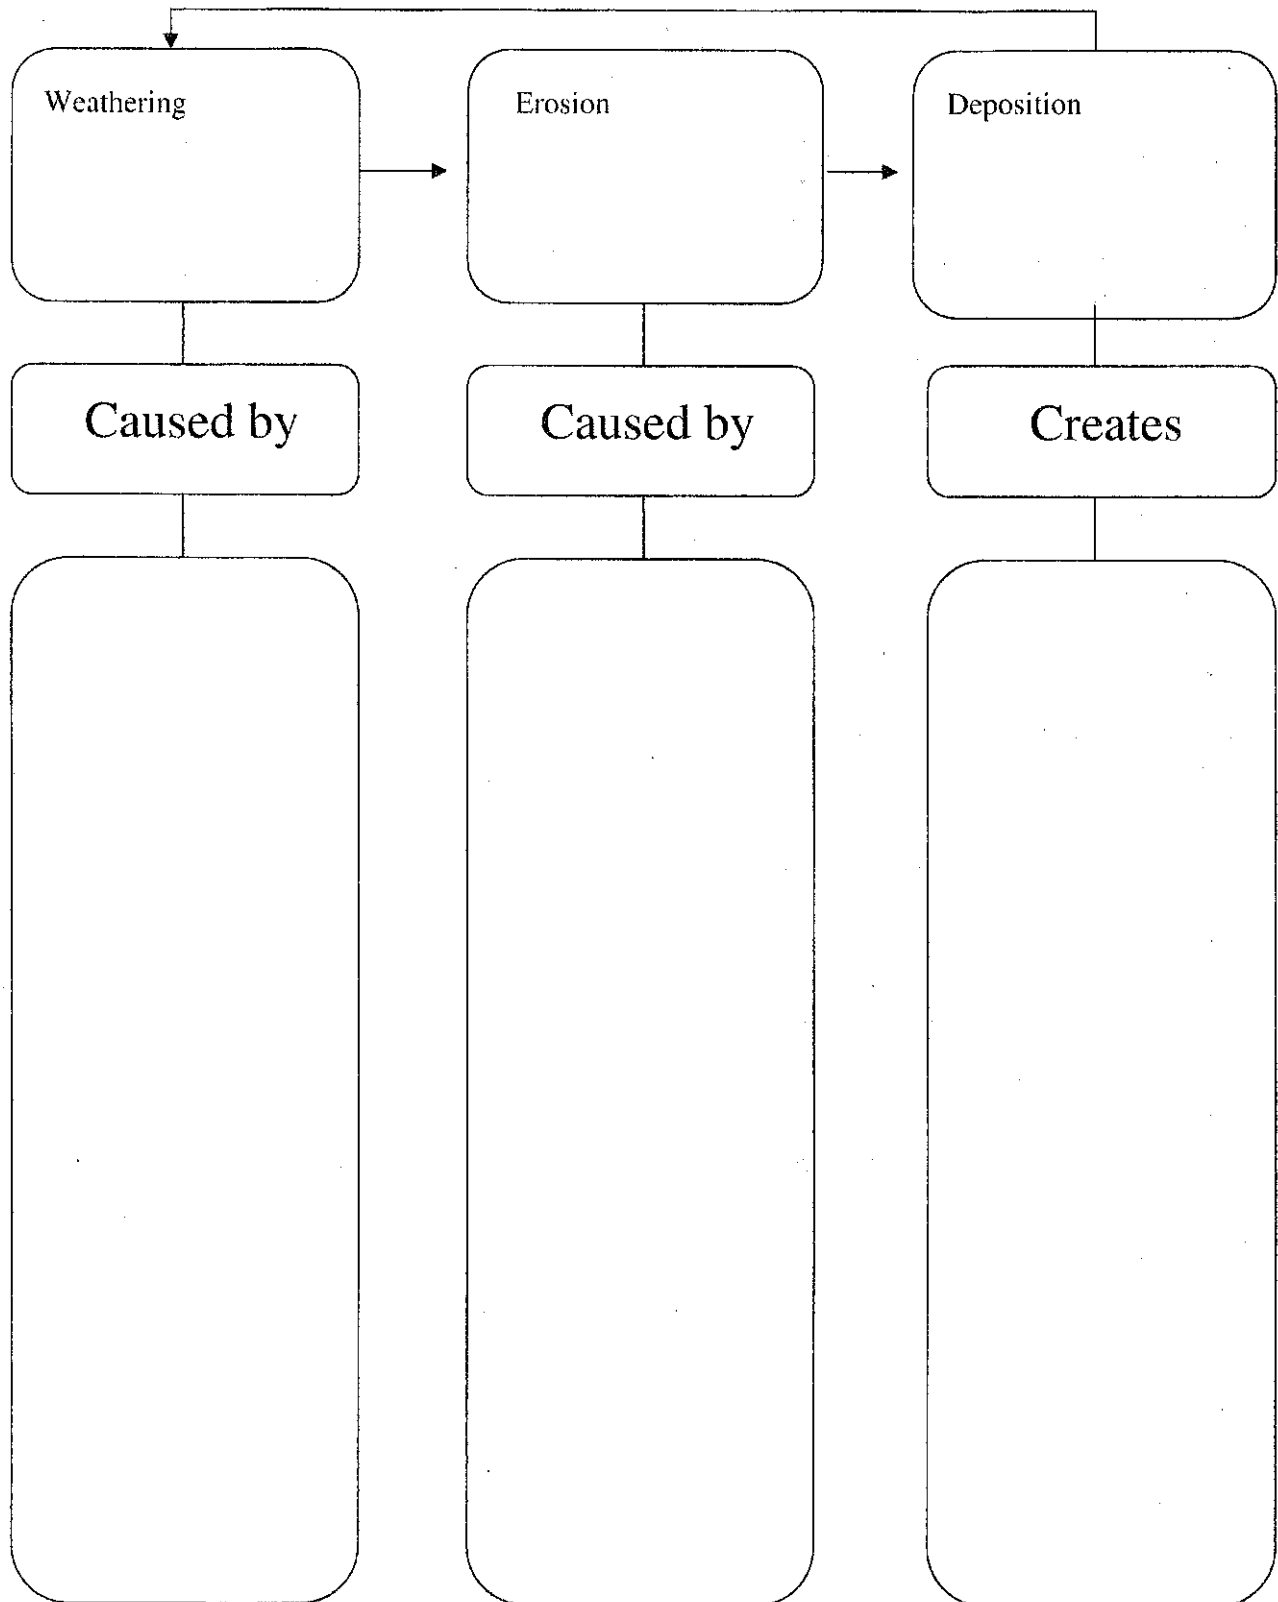 Weathering
Erosion
Deposition
Caused by
Caused by
Creates